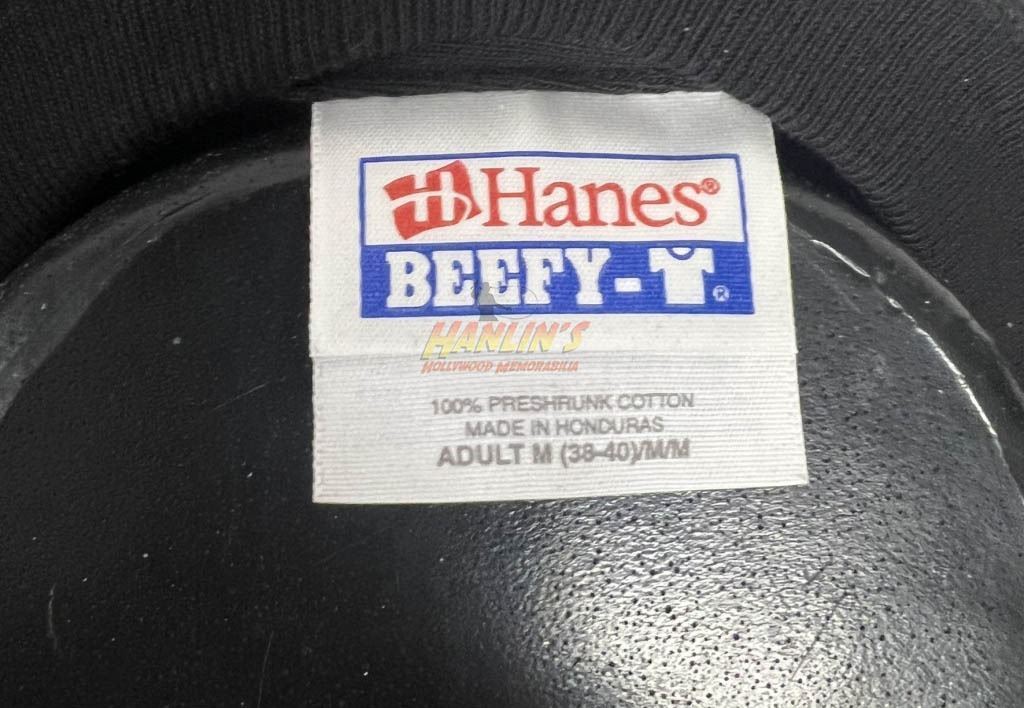 Hanes®
BEEFY-T®
HANLIN'S
HOLLYWOOD MEMORABILIA
100% PRESHRUNK COTTON
MADE IN HONDURAS
ADULT M (38-40)/M/M